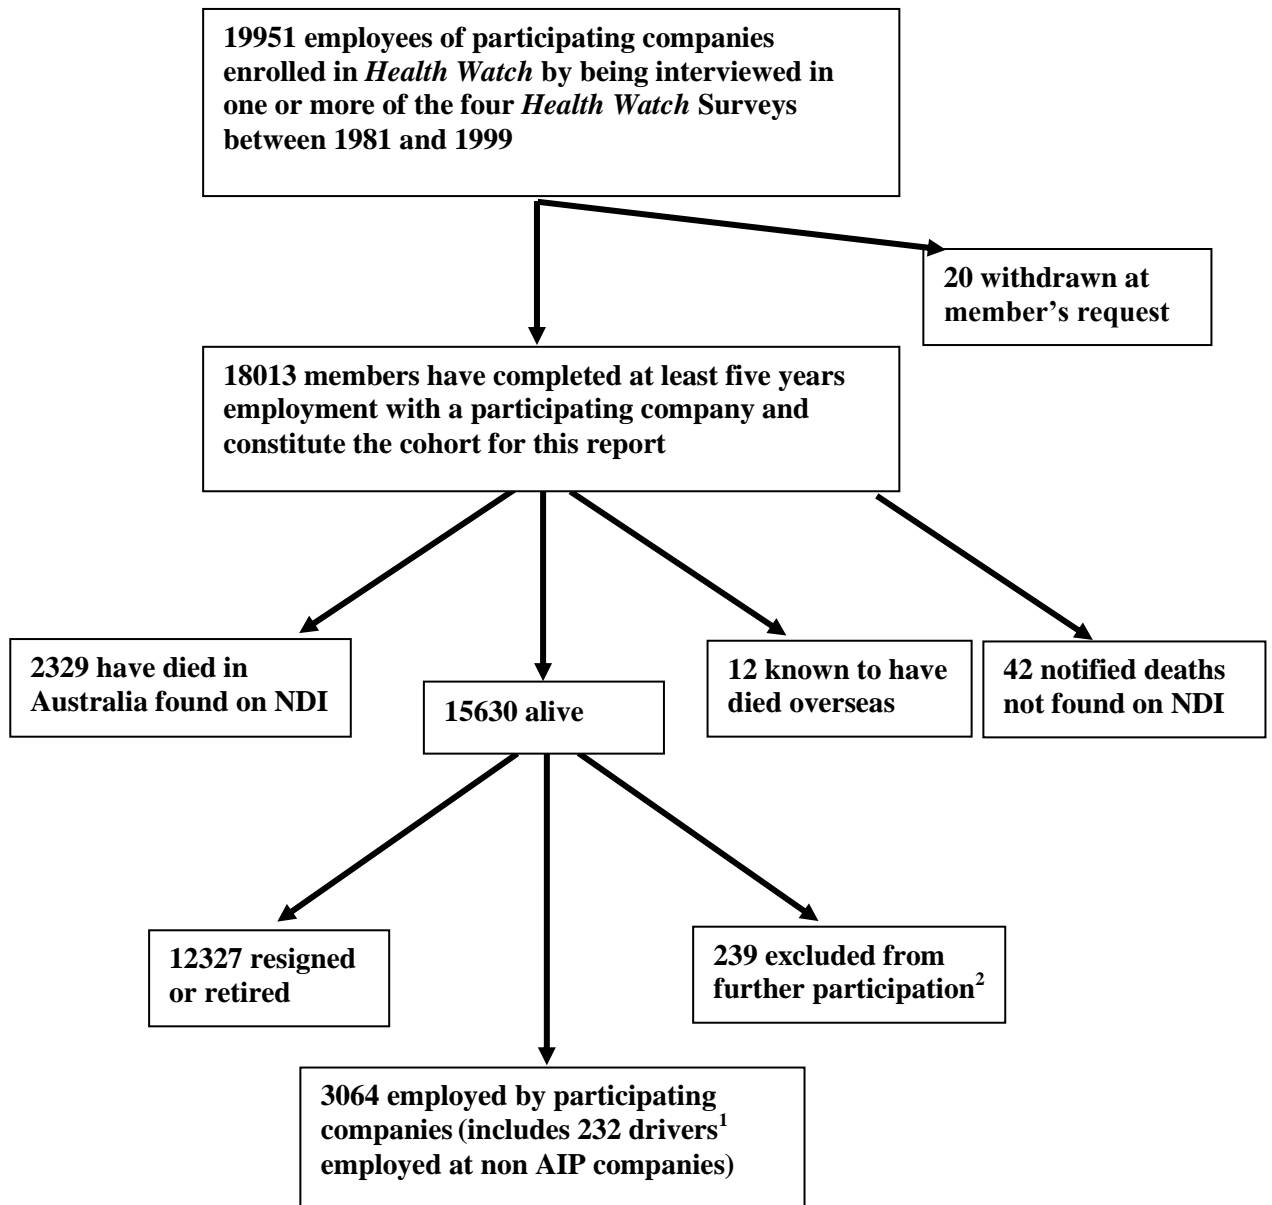 19951 employees of participating companies
enrolled in Health Watch by being interviewed in
one or more of the four Health Watch Surveys
between 1981 and 1999
20 withdrawn at
member’s request
18013 members have completed at least five years
employment with a participating company and
constitute the cohort for this report
2329 have died in
Australia found on NDI
15630 alive
12 known to have
died overseas
42 notified deaths
not found on NDI
12327 resigned
or retired
239 excluded from
further participation²
3064 employed by participating
companies (includes 232 drivers¹
employed at non AIP companies)